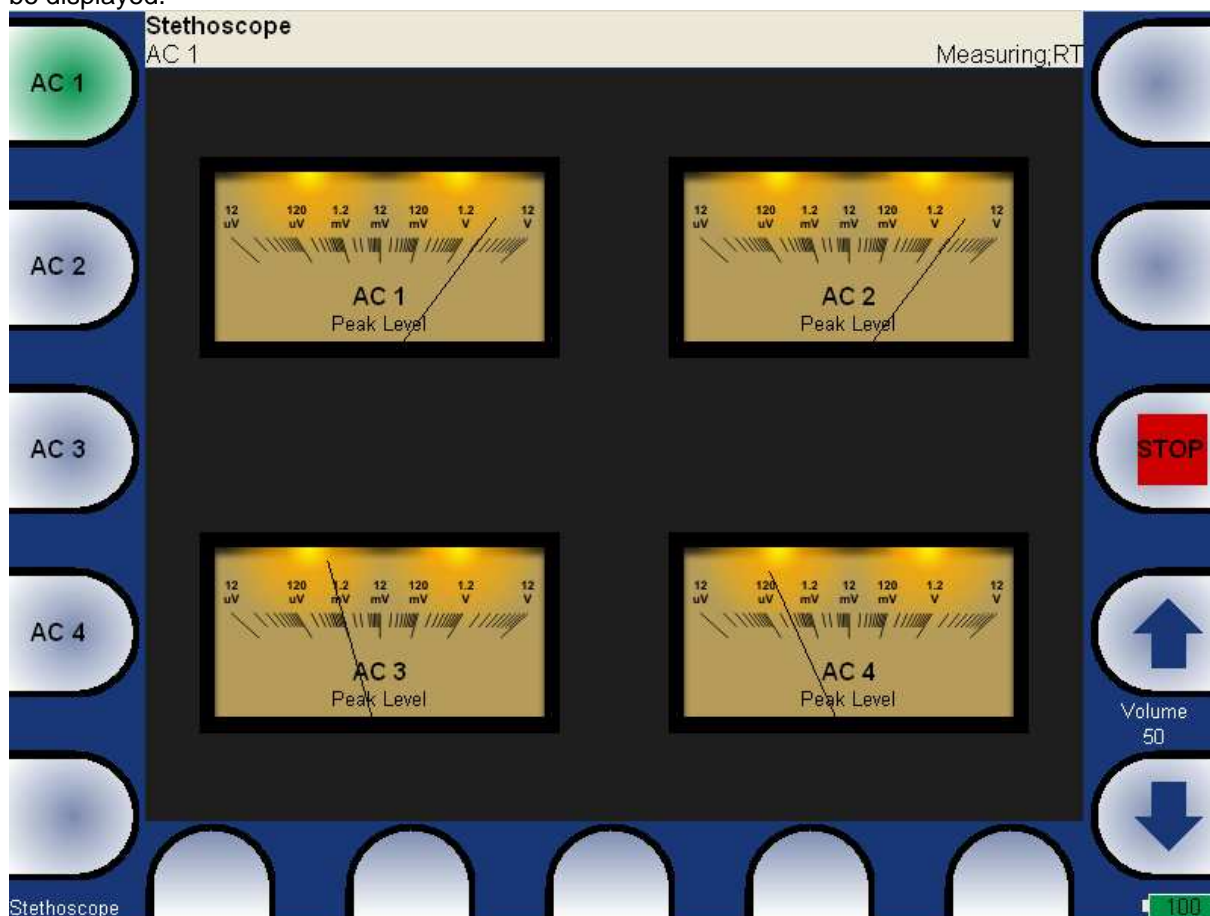 be displayed.
Stethoscope
AC 1
Measuring;RT
AC 1
AC 2
AC 3
AC 4
Stethoscope
12 120 1.2 12 120 1.2 12
uV uV mV mV mV V V
AC 1
Peak Level
12 120 1.2 12 120 1.2 12
uV uV mV mV mV V V
AC 2
Peak Level
12 120 1.2 12 120 1.2 12
uV uV mV mV mV V V
AC 3
Peak Level
12 120 1.2 12 120 1.2 12
uV uV mV mV mV V V
AC 4
Peak Level
STOP
Volume
50
100